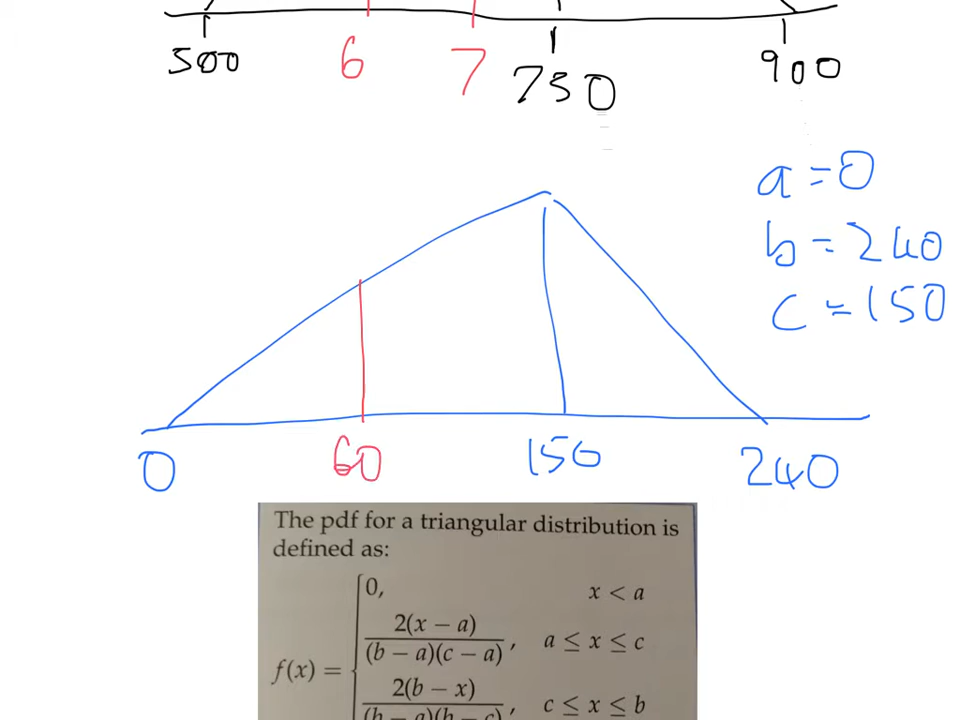 500 6 7 750 900
a = 0
b = 240
c = 150
0 60 150 240
The pdf for a triangular distribution is
defined as:
0, x < a
2(x − a)
(b − a)(c − a) , a ≤ x ≤ c
f(x) =
2(b − x)
(b − a)(b − c) , c ≤ x ≤ b